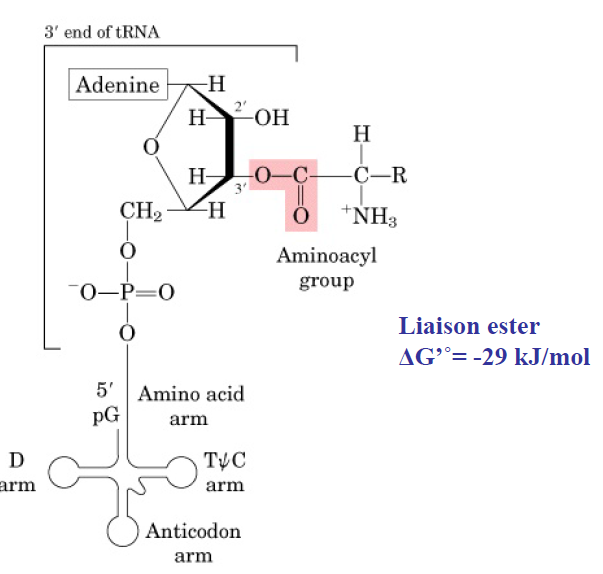 3′ end of tRNA
Adenine
H
2′
H
OH
O
H
H
3′
O–C
C–R
CH₂
H
O
⁺NH₃
O
Aminoacyl
group
⁻O–P=O
Liaison ester
ΔG’°= -29 kJ/mol
O
5′
Amino acid
pG
arm
D
TψC
arm
arm
Anticodon
arm